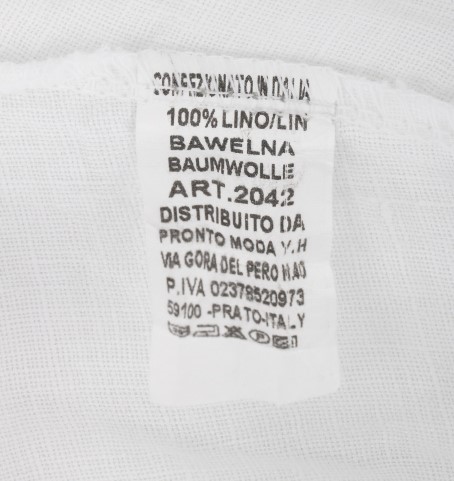 CONFEZIONATO IN ITALIA
100% LINO/LIN
BAWELNA
BAUMWOLLE
ART.2042
DISTRIBUITO DA
PRONTO MODA Y.H
VIA GORA DEL PERO N
P.IVA 02378520973
59100 -PRATO-ITALY